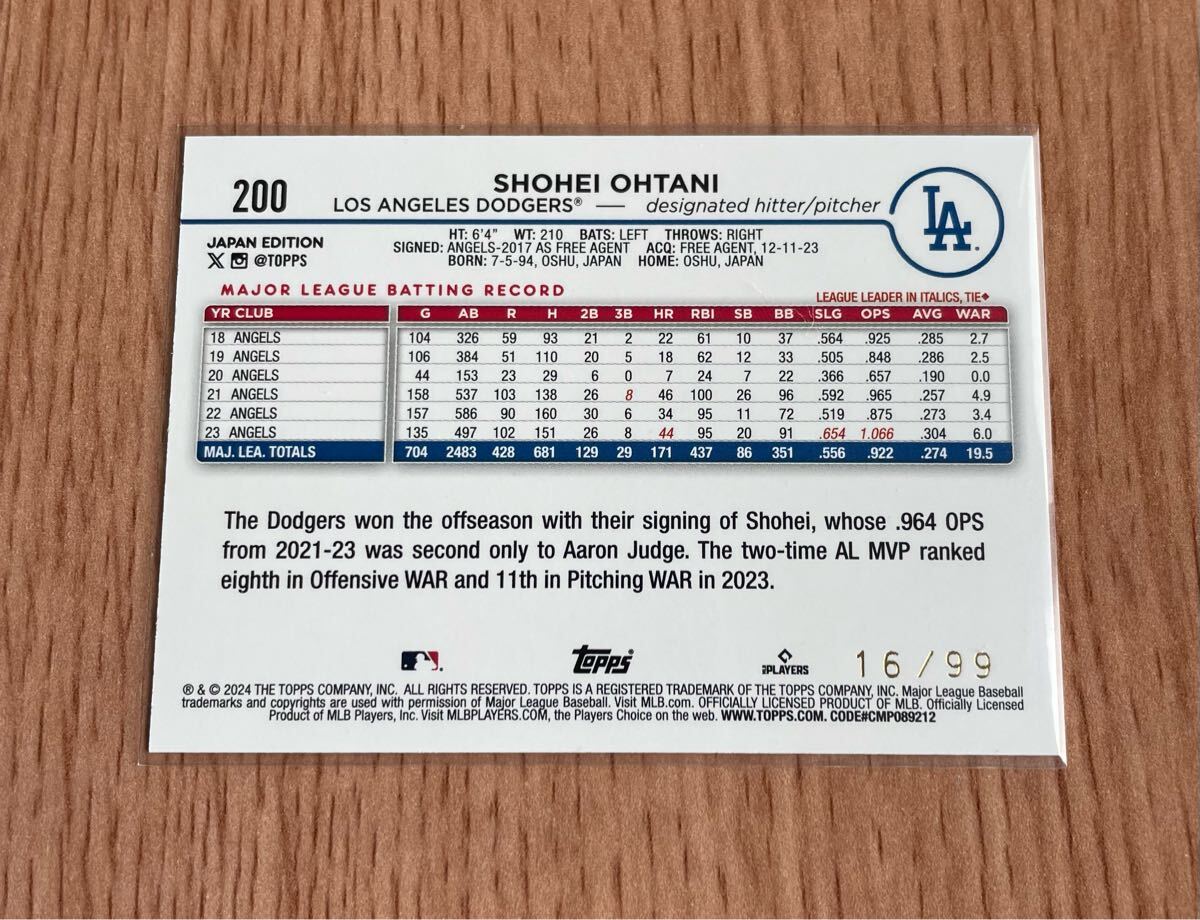 200
SHOHEI OHTANI
LOS ANGELES DODGERS® — designated hitter/pitcher
LA
JAPAN EDITION
X @TOPPS
HT: 6'4" WT: 210 BATS: LEFT THROWS: RIGHT
SIGNED: ANGELS-2017 AS FREE AGENT ACQ: FREE AGENT, 12-11-23
BORN: 7-5-94, OSHU, JAPAN HOME: OSHU, JAPAN
MAJOR LEAGUE BATTING RECORD
LEAGUE LEADER IN ITALICS, TIE◆
YR CLUB G AB R H 2B 3B HR RBI SB BB SLG OPS AVG WAR
18 ANGELS 104 326 59 93 21 2 22 61 10 37 .564 .925 .285 2.7
19 ANGELS 106 384 51 110 20 5 18 62 12 33 .505 .848 .286 2.5
20 ANGELS 44 153 23 29 6 0 7 24 7 22 .366 .657 .190 0.0
21 ANGELS 158 537 103 138 26 8 46 100 26 96 .592 .965 .257 4.9
22 ANGELS 157 586 90 160 30 6 34 95 11 72 .519 .875 .273 3.4
23 ANGELS 135 497 102 151 26 8 44 95 20 91 .654 1.066 .304 6.0
MAJ. LEA. TOTALS 704 2483 428 681 129 29 171 437 86 351 .556 .922 .274 19.5
The Dodgers won the offseason with their signing of Shohei, whose .964 OPS
from 2021-23 was second only to Aaron Judge. The two-time AL MVP ranked
eighth in Offensive WAR and 11th in Pitching WAR in 2023.
topps
PLAYERS
16/99
® & © 2024 THE TOPPS COMPANY, INC. ALL RIGHTS RESERVED. TOPPS IS A REGISTERED TRADEMARK OF THE TOPPS COMPANY, INC. Major League Baseball
trademarks and copyrights are used with permission of Major League Baseball. Visit MLB.com. OFFICIALLY LICENSED PRODUCT OF MLB. Officially Licensed
Product of MLB Players, Inc. Visit MLBPLAYERS.COM, the Players Choice on the web. WWW.TOPPS.COM. CODE#CMP089212